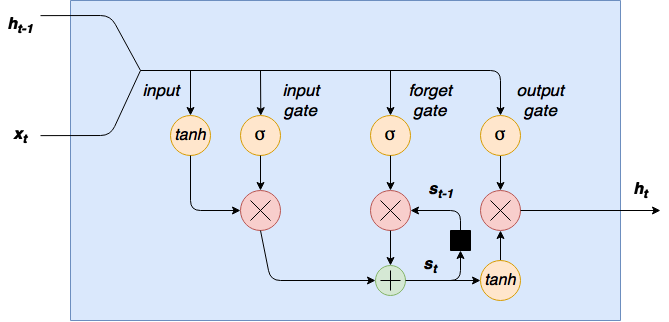 h_{t-1}
input
input
gate
forget
gate
output
gate
x_t
tanh
σ
σ
σ
s_{t-1}
h_t
s_t
tanh